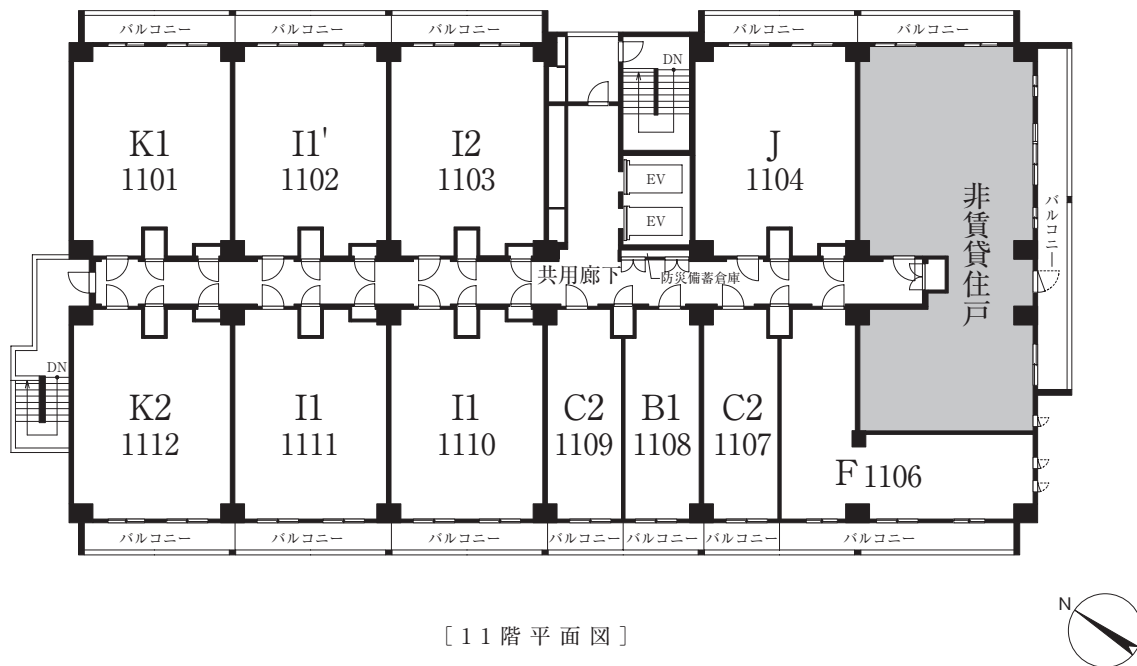 バルコニー バルコニー バルコニー バルコニー バルコニー
DN
K1 I1' I2 J
1101 1102 1103 1104
EV
EV
非賃貸住戸
バルコニー
共用廊下 防災備蓄倉庫
DN
K2 I1 I1 C2 B1 C2
1112 1111 1110 1109 1108 1107
F 1106
バルコニー バルコニー バルコニー バルコニー バルコニー バルコニー バルコニー
N
[11階平面図]